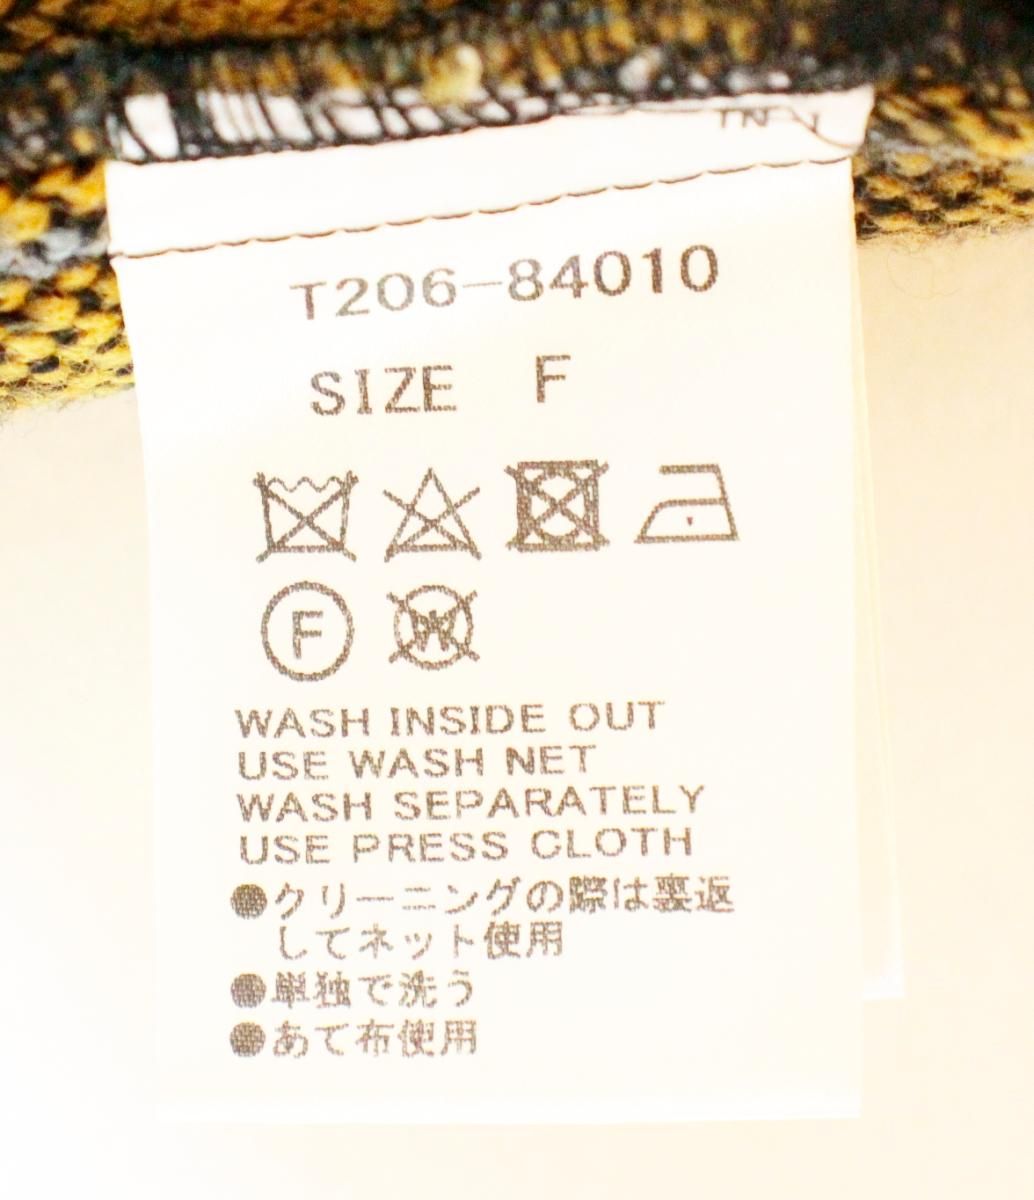 T206-84010
SIZE F
F
W
WASH INSIDE OUT
USE WASH NET
WASH SEPARATELY
USE PRESS CLOTH
●クリーニングの際は裏返
してネット使用
●単独で洗う
●あて布使用